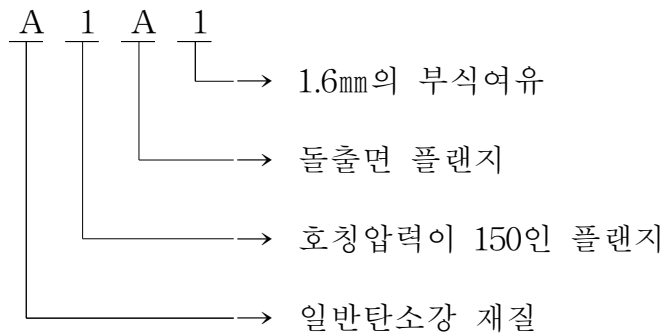 A 1 A 1
1.6㎜의 부식여유
돌출면 플랜지
호칭압력이 150인 플랜지
일반탄소강 재질